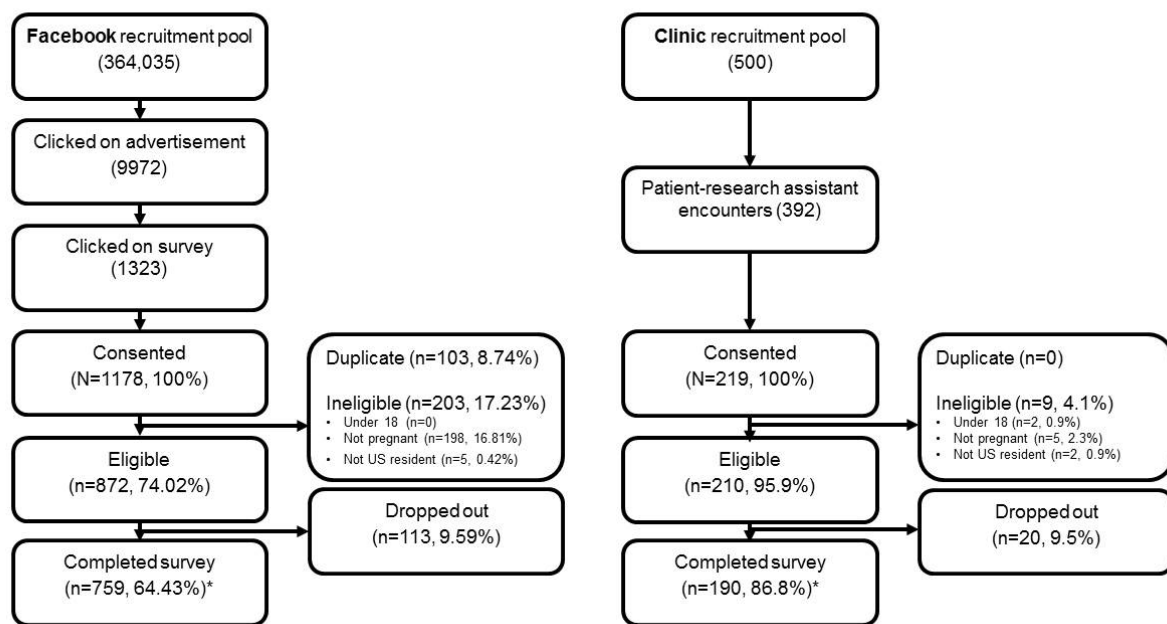 Facebook recruitment pool
(364,035)
Clicked on advertisement
(9972)
Clicked on survey
(1323)
Consented
(N=1178, 100%)
Duplicate (n=103, 8.74%)
Ineligible (n=203, 17.23%)
• Under 18 (n=0)
• Not pregnant (n=198, 16.81%)
• Not US resident (n=5, 0.42%)
Eligible
(n=872, 74.02%)
Dropped out
(n=113, 9.59%)
Completed survey
(n=759, 64.43%)*
Clinic recruitment pool
(500)
Patient-research assistant
encounters (392)
Consented
(N=219, 100%)
Duplicate (n=0)
Ineligible (n=9, 4.1%)
• Under 18 (n=2, 0.9%)
• Not pregnant (n=5, 2.3%)
• Not US resident (n=2, 0.9%)
Eligible
(n=210, 95.9%)
Dropped out
(n=20, 9.5%)
Completed survey
(n=190, 86.8%)*